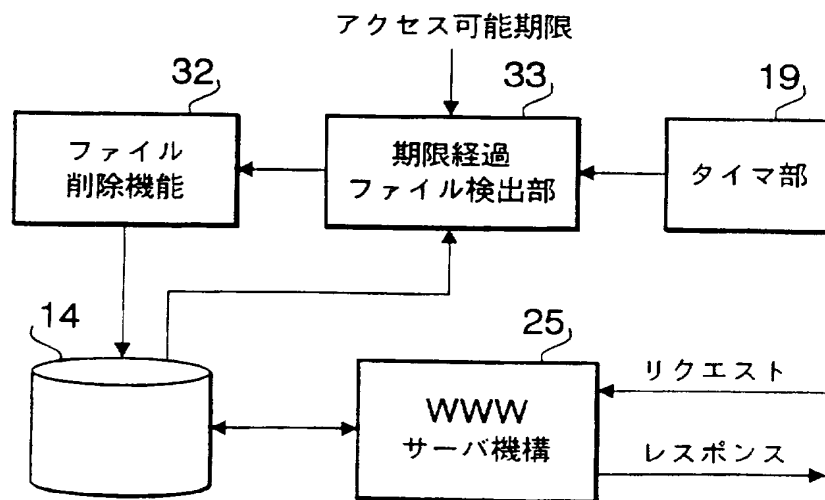 アクセス可能期限
32
33
19
ファイル
削除機能
期限経過
ファイル検出部
タイマ部
14
25
WWW
サーバ機構
リクエスト
レスポンス